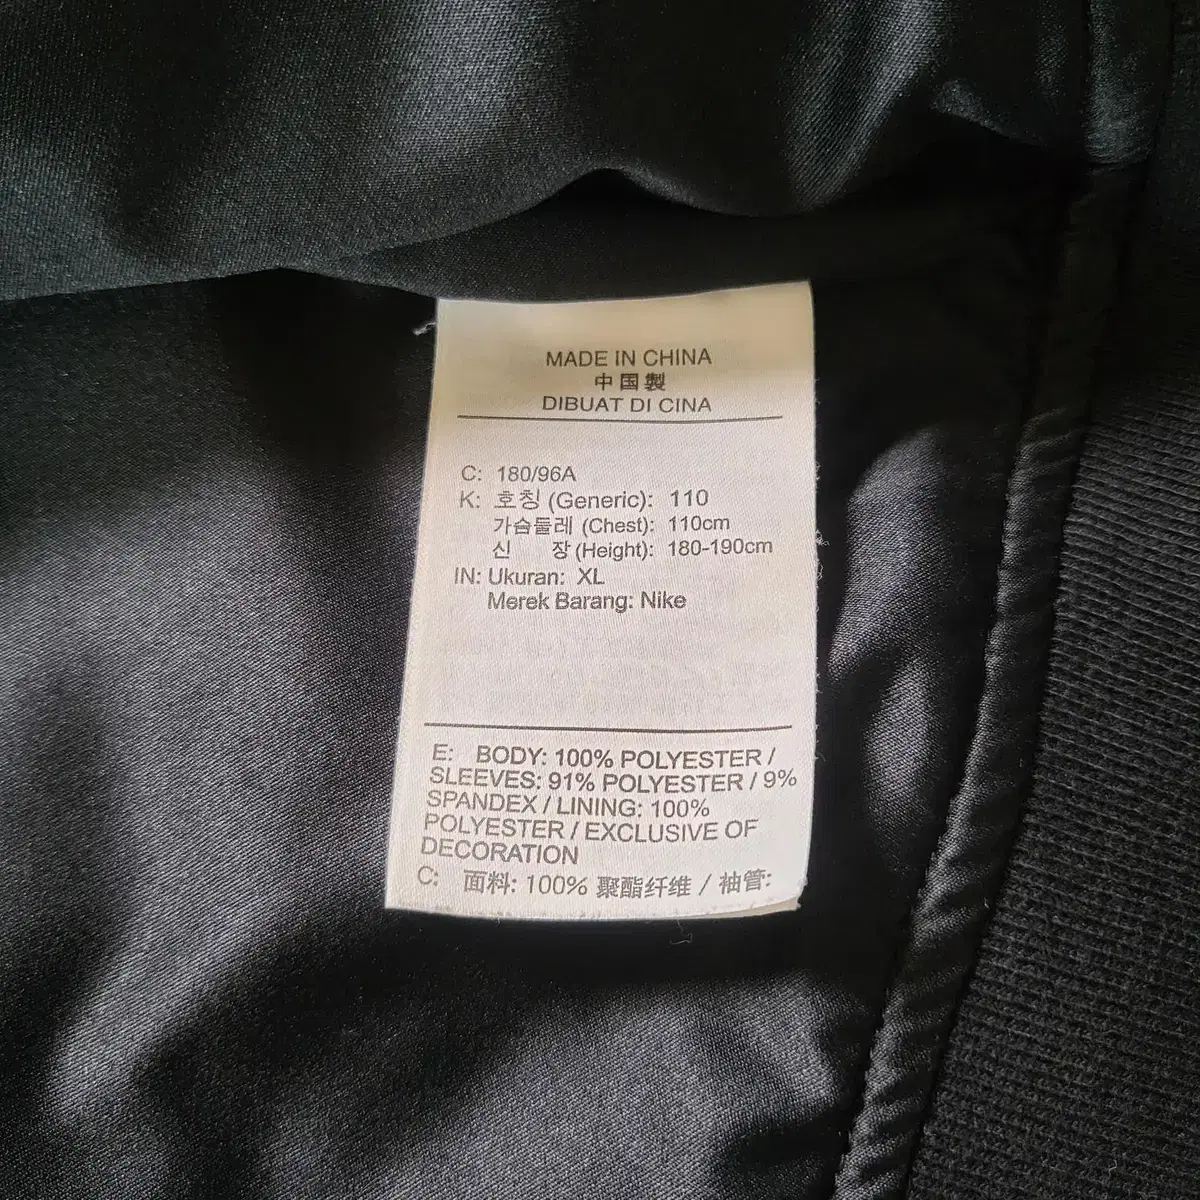 MADE IN CHINA
中国製
DIBUAT DI CINA
C: 180/96A
K: 호칭 (Generic): 110
가슴둘레 (Chest): 110cm
신 장 (Height): 180-190cm
IN: Ukuran: XL
Merek Barang: Nike
E: BODY: 100% POLYESTER /
SLEEVES: 91% POLYESTER / 9%
SPANDEX / LINING: 100%
POLYESTER / EXCLUSIVE OF
DECORATION
C: 面料: 100% 聚酯纤维 / 袖管: